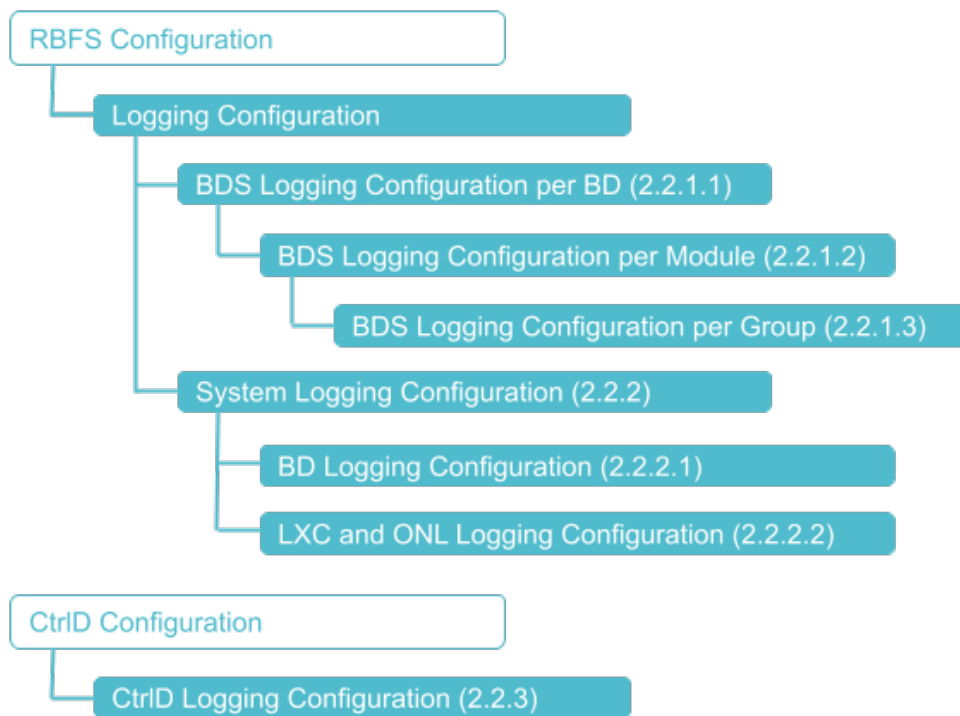 RBFS Configuration
Logging Configuration
BDS Logging Configuration per BD (2.2.1.1)
BDS Logging Configuration per Module (2.2.1.2)
BDS Logging Configuration per Group (2.2.1.3)
System Logging Configuration (2.2.2)
BD Logging Configuration (2.2.2.1)
LXC and ONL Logging Configuration (2.2.2.2)
CtrlD Configuration
CtrlD Logging Configuration (2.2.3)